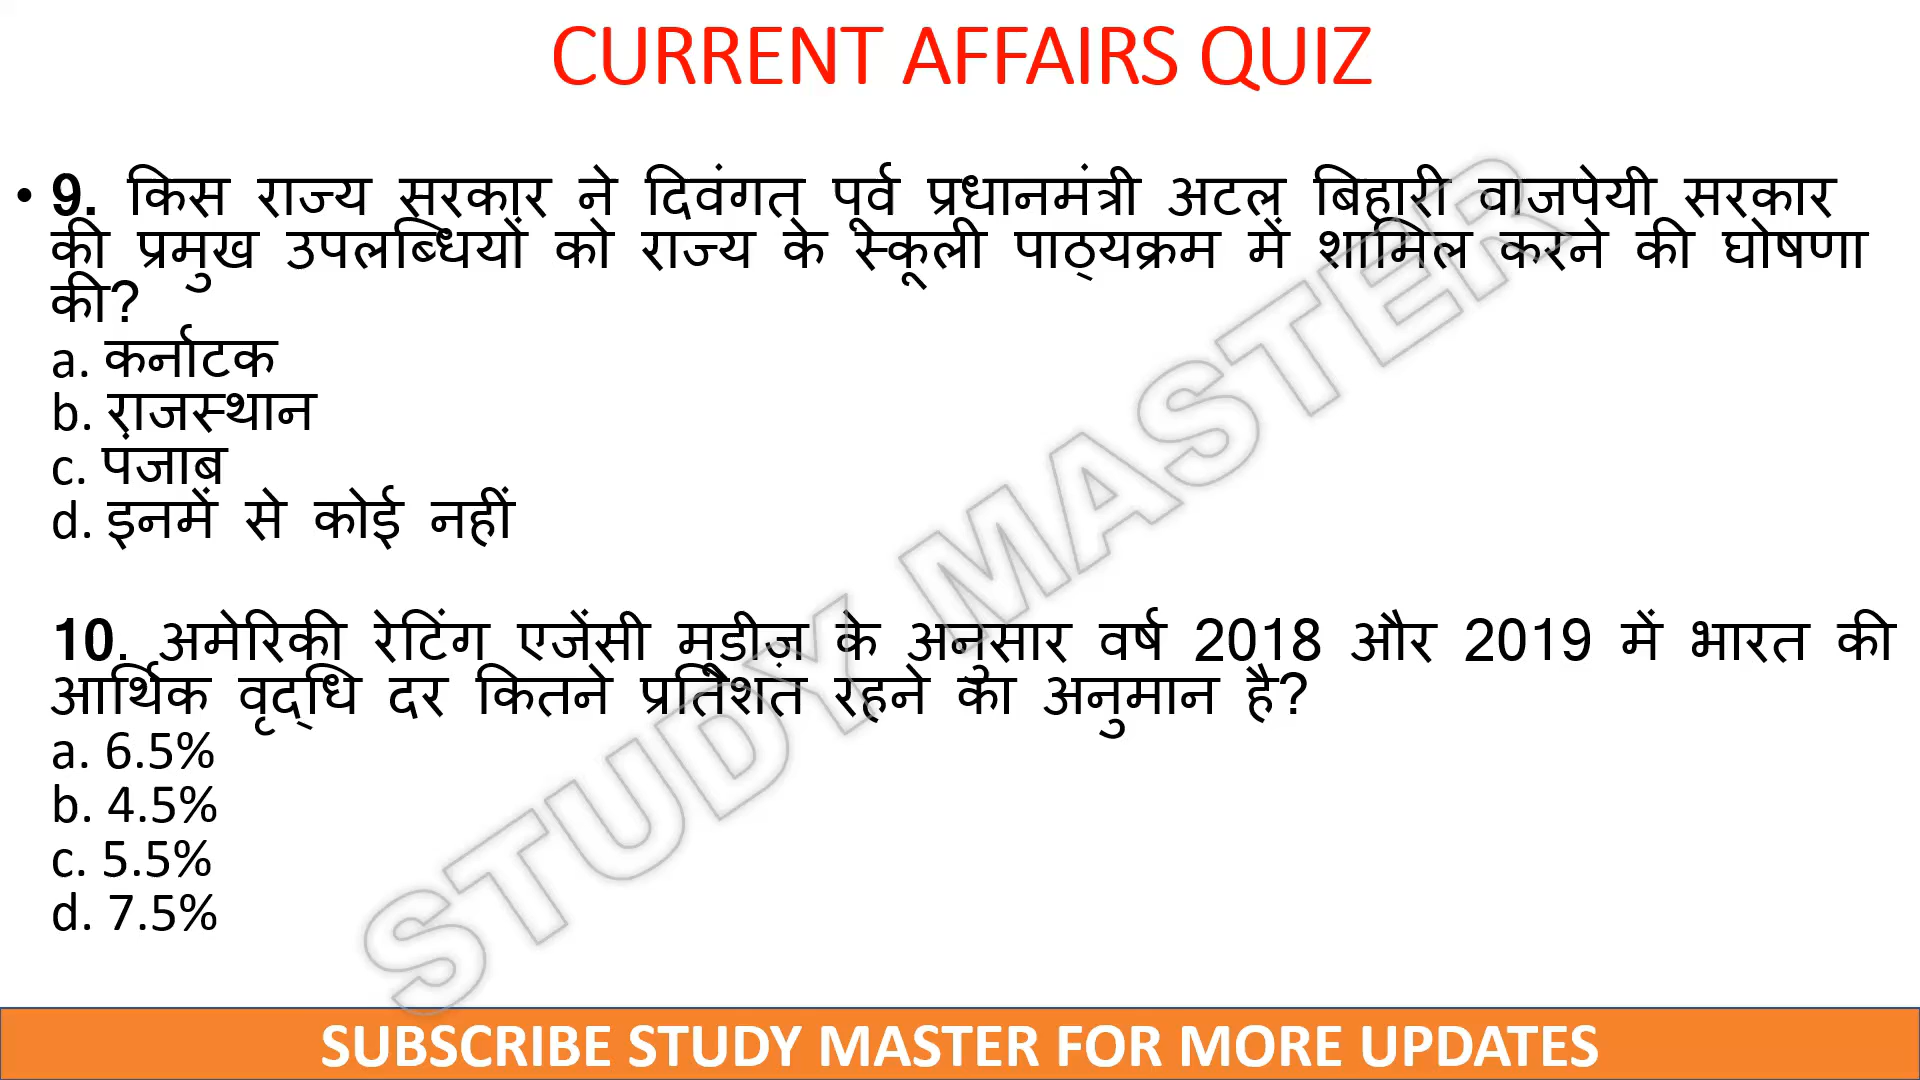 CURRENT AFFAIRS QUIZ
• 9. किस राज्य सरकार ने दिवंगत पूर्व प्रधानमंत्री अटल बिहारी वाजपेयी सरकार
की प्रमुख उपलब्धियों को राज्य के स्कूली पाठ्यक्रम में शामिल करने की घोषणा
की?
a. कर्नाटक
b. राजस्थान
c. पंजाब
d. इनमें से कोई नहीं
10. अमेरिकी रेटिंग एजेंसी मूडीज़ के अनुसार वर्ष 2018 और 2019 में भारत की
आर्थिक वृद्धि दर कितने प्रतिशत रहने का अनुमान है?
a. 6.5%
b. 4.5%
c. 5.5%
d. 7.5%
STUDY MASTER
SUBSCRIBE STUDY MASTER FOR MORE UPDATES